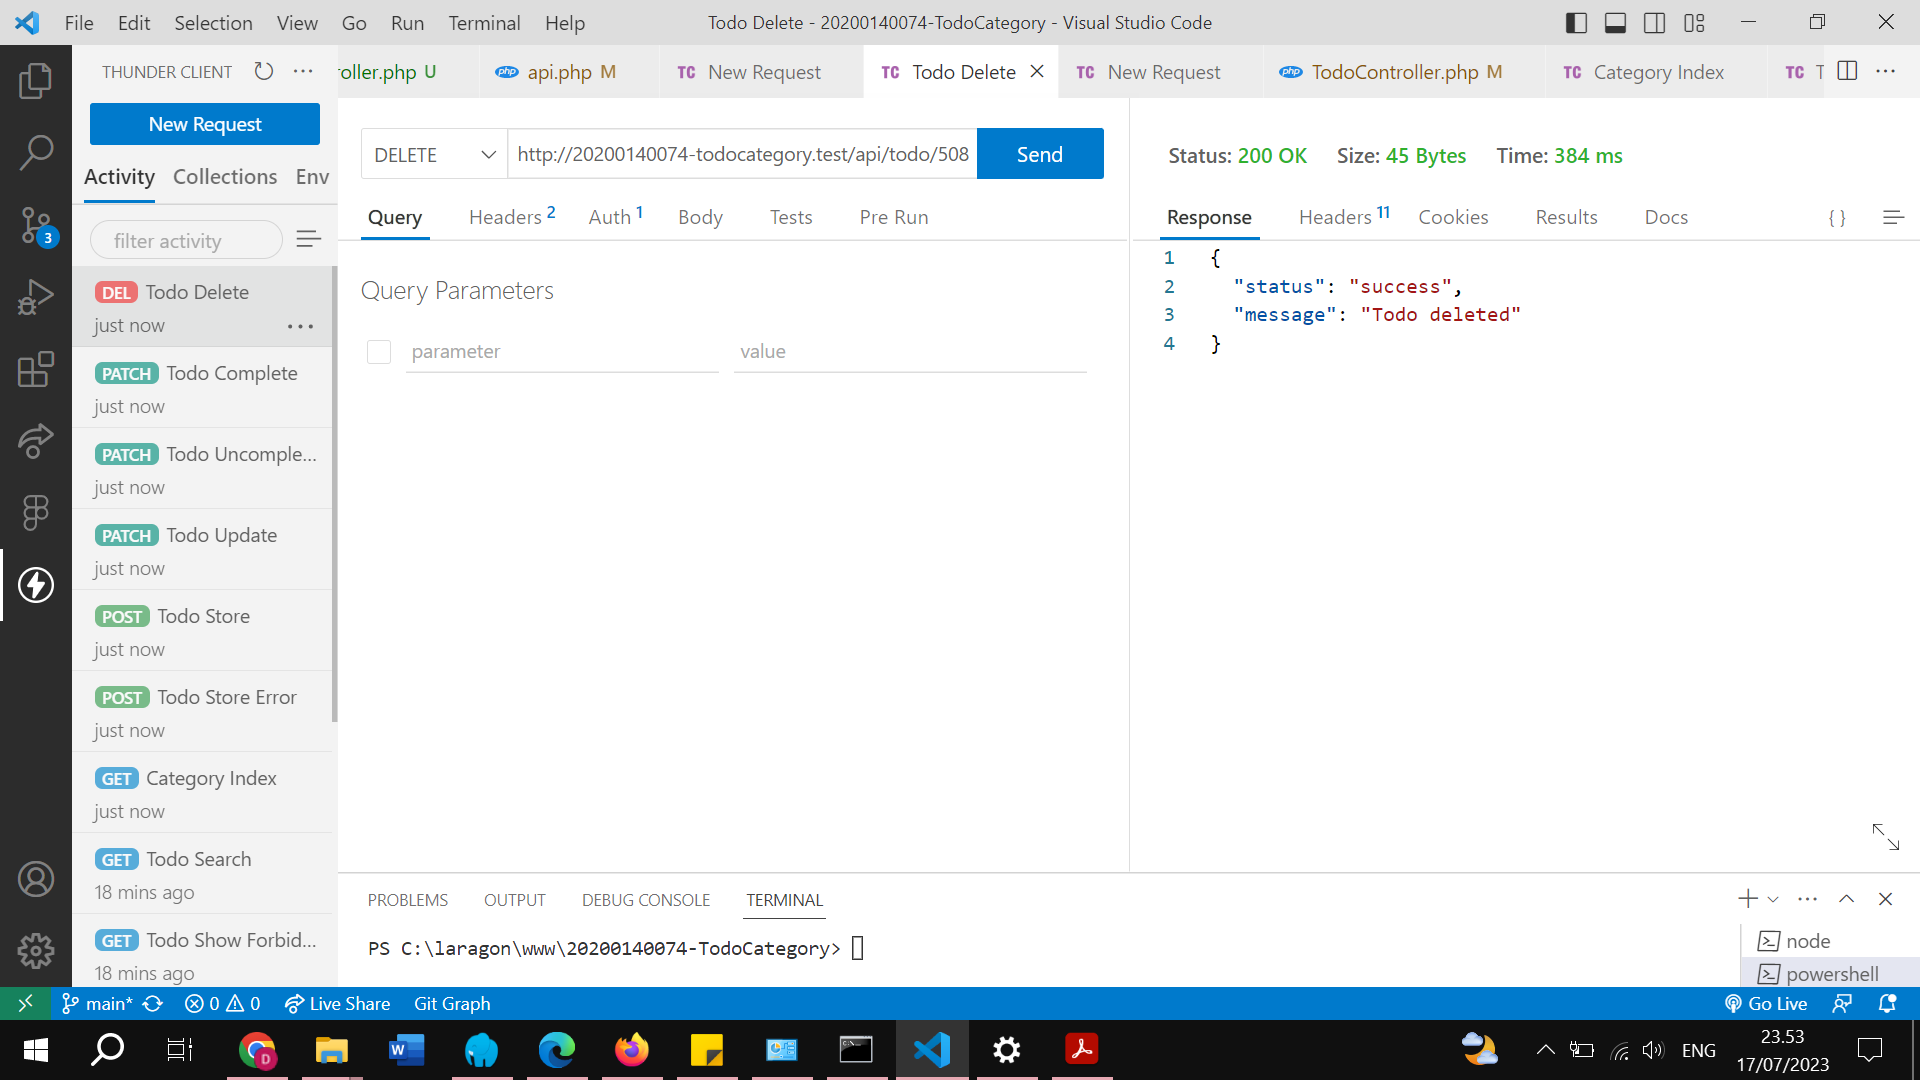 File Edit Selection View Go Run Terminal Help
Todo Delete - 20200140074-TodoCategory - Visual Studio Code
THUNDER CLIENT
roller.php U
php api.php M
TC New Request
TC Todo Delete
TC New Request
php TodoController.php M
TC Category Index
TC T
New Request
Activity Collections Env
filter activity
DEL Todo Delete
just now
PATCH Todo Complete
just now
PATCH Todo Uncomple...
just now
PATCH Todo Update
just now
POST Todo Store
just now
POST Todo Store Error
just now
GET Category Index
just now
GET Todo Search
18 mins ago
GET Todo Show Forbid...
18 mins ago
3
DELETE http://20200140074-todocategory.test/api/todo/508 Send
Query Headers 2 Auth 1 Body Tests Pre Run
Query Parameters
parameter value
Status: 200 OK Size: 45 Bytes Time: 384 ms
Response Headers 11 Cookies Results Docs { }
1 {
2 "status": "success",
3 "message": "Todo deleted"
4 }
PROBLEMS OUTPUT DEBUG CONSOLE TERMINAL
PS C:\laragon\www\20200140074-TodoCategory>
node
powershell
main* 0 0 Live Share Git Graph
Go Live
D
W
ENG
23.53
17/07/2023